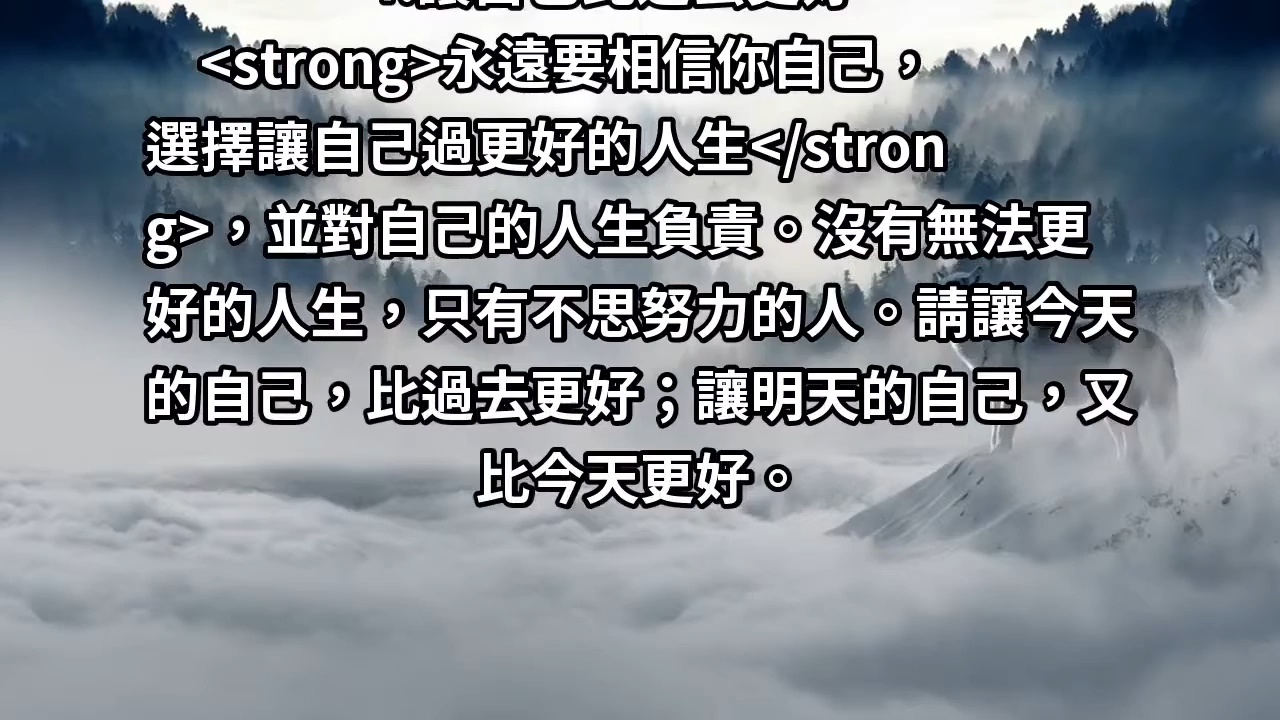 <strong>永遠要相信你自己，
選擇讓自己過更好的人生</stron
g>，並對自己的人生負責。沒有無法更
好的人生，只有不思努力的人。請讓今天
的自己，比過去更好；讓明天的自己，又
比今天更好。